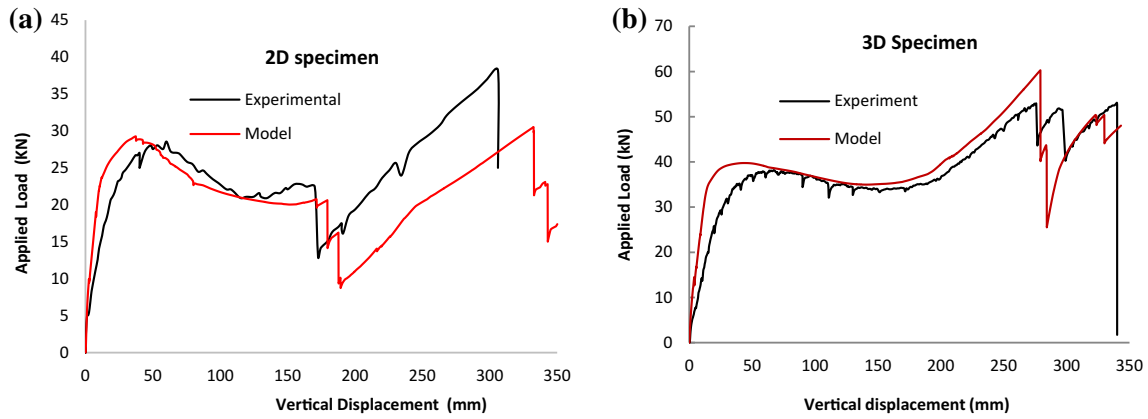 (a)
2D specimen
Experimental
Model
Applied Load (KN)
45
40
35
30
25
20
15
10
5
0
0 50 100 150 200 250 300 350
Vertical Displacement (mm)
(b)
3D Specimen
Experiment
Model
Applied Load (kN)
70
60
50
40
30
20
10
0
0 50 100 150 200 250 300 350
Vertical displacement (mm)